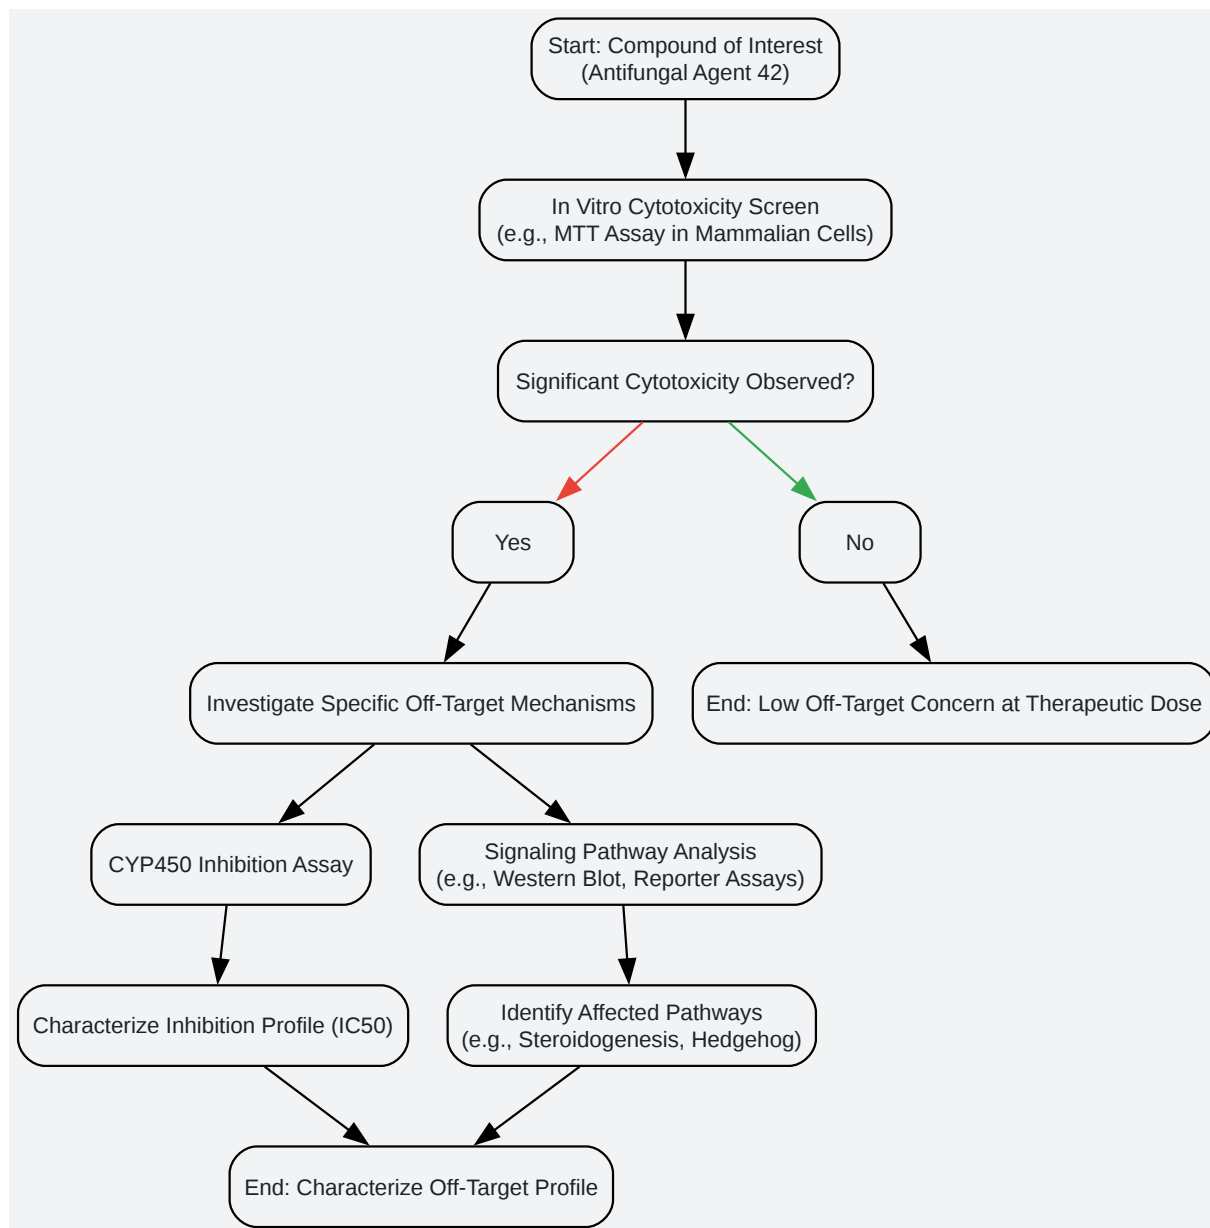 Start: Compound of Interest
(Antifungal Agent 42)
In Vitro Cytotoxicity Screen
(e.g., MTT Assay in Mammalian Cells)
Significant Cytotoxicity Observed?
Yes
No
Investigate Specific Off-Target Mechanisms
End: Low Off-Target Concern at Therapeutic Dose
CYP450 Inhibition Assay
Signaling Pathway Analysis
(e.g., Western Blot, Reporter Assays)
Characterize Inhibition Profile (IC50)
Identify Affected Pathways
(e.g., Steroidogenesis, Hedgehog)
End: Characterize Off-Target Profile